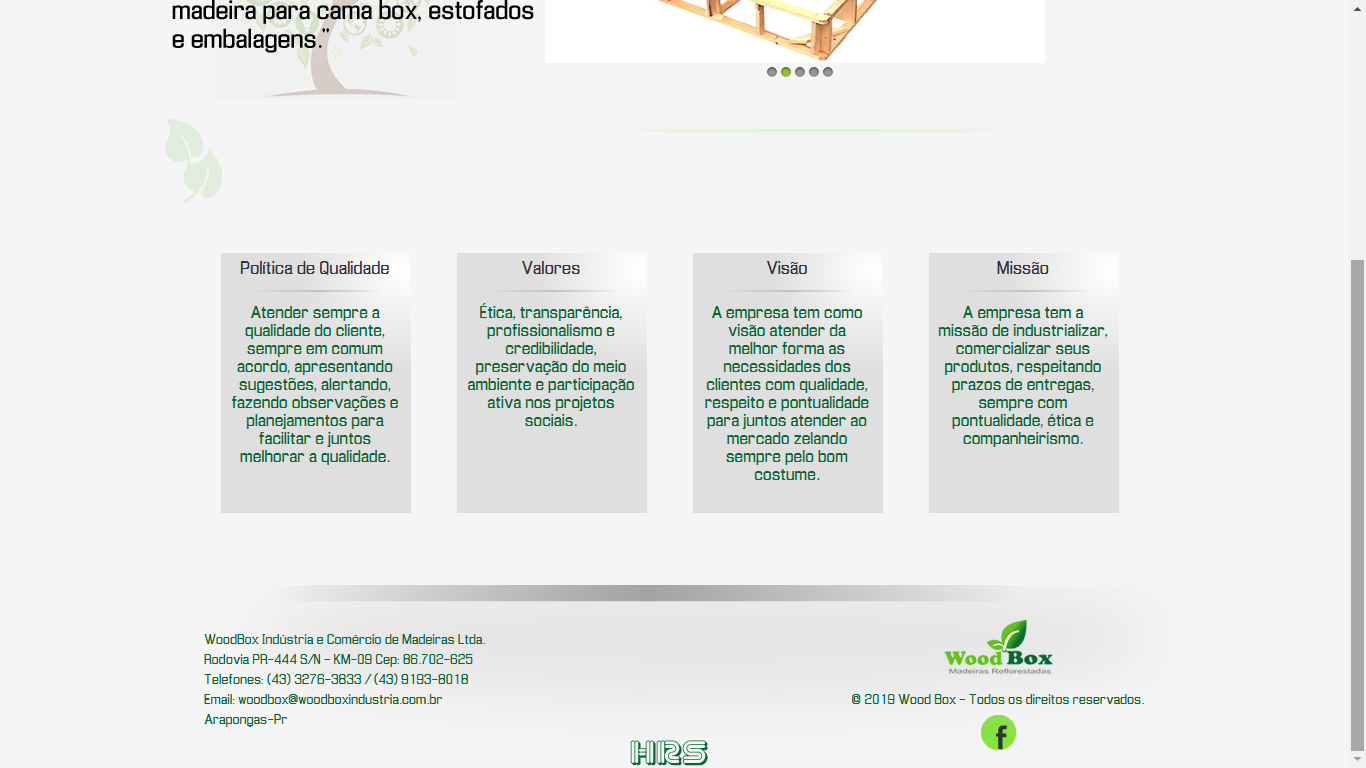 madeira para cama box, estofados
e embalagens."
Política de Qualidade
Atender sempre a
qualidade do cliente,
sempre em comum
acordo, apresentando
sugestões, alertando,
fazendo observações e
planejamentos para
facilitar e juntos
melhorar a qualidade.
Valores
Ética, transparência,
profissionalismo e
credibilidade,
preservação do meio
ambiente e participação
ativa nos projetos
sociais.
Visão
A empresa tem como
visão atender da
melhor forma as
necessidades dos
clientes com qualidade,
respeito e pontualidade
para juntos atender ao
mercado zelando
sempre pelo bom
costume.
Missão
A empresa tem a
missão de industrializar,
comercializar seus
produtos, respeitando
prazos de entregas,
sempre com
pontualidade, ética e
companheirismo.
WoodBox Indústria e Comércio de Madeiras Ltda.
Rodovia PR-444 S/N - KM-09 Cep: 86.702-625
Telefones: (43) 3276-3833 / (43) 9193-8018
Email: woodbox@woodboxindustria.com.br
Arapongas-Pr
Wood Box
Madeiras Reflorestadas
© 2019 Wood Box - Todos os direitos reservados.
f
HRS